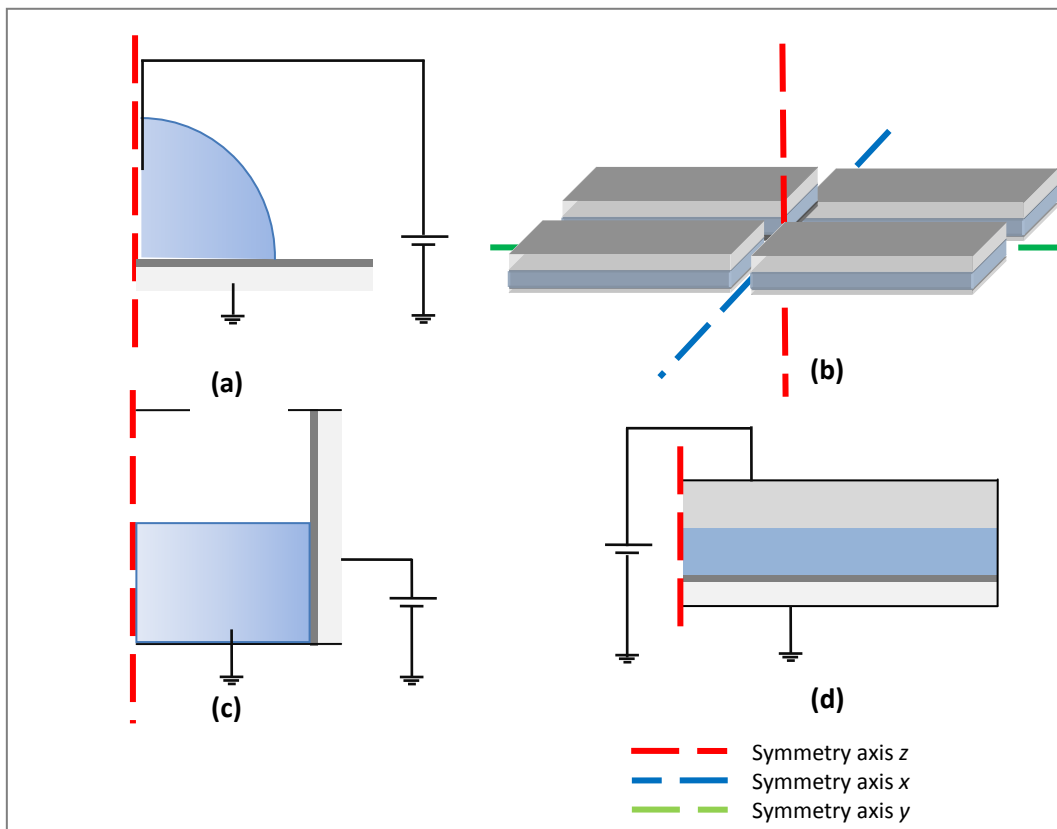 (a)
(b)
(c)
(d)
Symmetry axis z
Symmetry axis x
Symmetry axis y